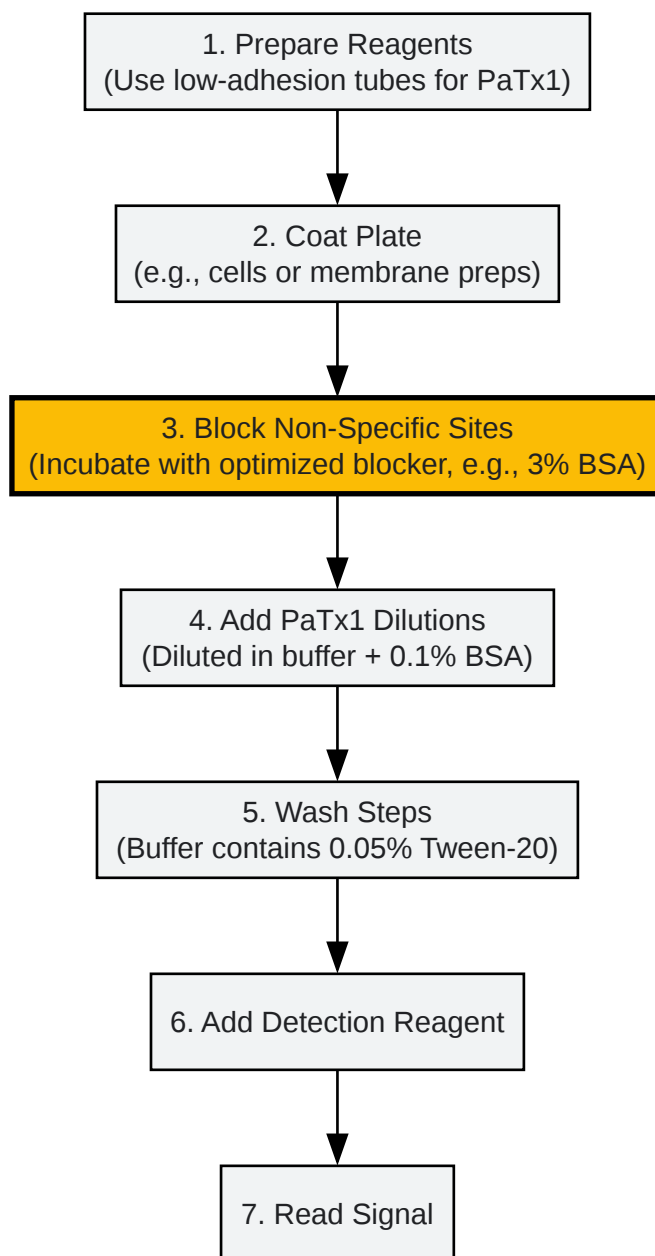 1. Prepare Reagents
(Use low-adhesion tubes for PaTx1)
2. Coat Plate
(e.g., cells or membrane preps)
3. Block Non-Specific Sites
(Incubate with optimized blocker, e.g., 3% BSA)
4. Add PaTx1 Dilutions
(Diluted in buffer + 0.1% BSA)
5. Wash Steps
(Buffer contains 0.05% Tween-20)
6. Add Detection Reagent
7. Read Signal